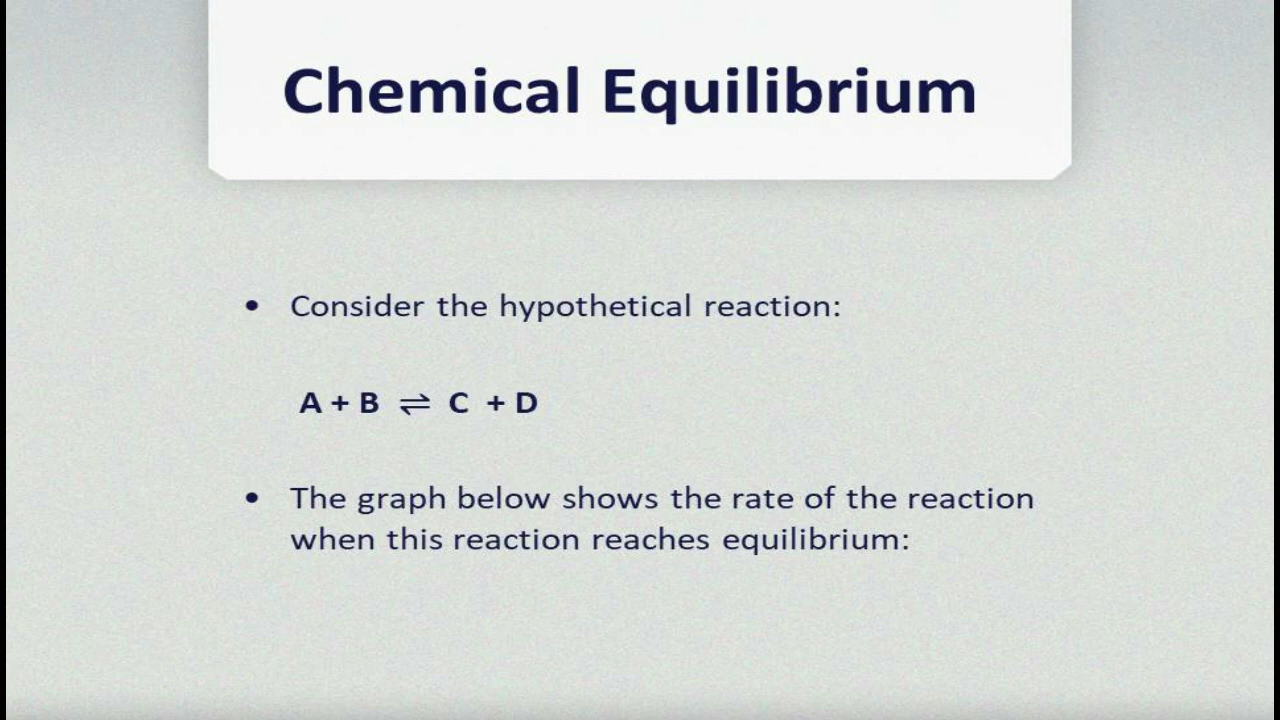 Chemical Equilibrium
• Consider the hypothetical reaction:
A + B ⇌ C + D
• The graph below shows the rate of the reaction
when this reaction reaches equilibrium: